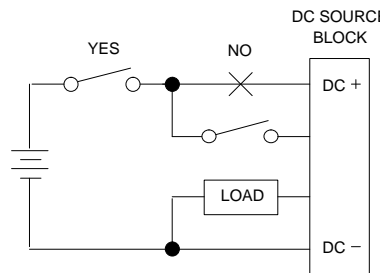 DC SOURCE
BLOCK
YES
NO
DC +
LOAD
DC −